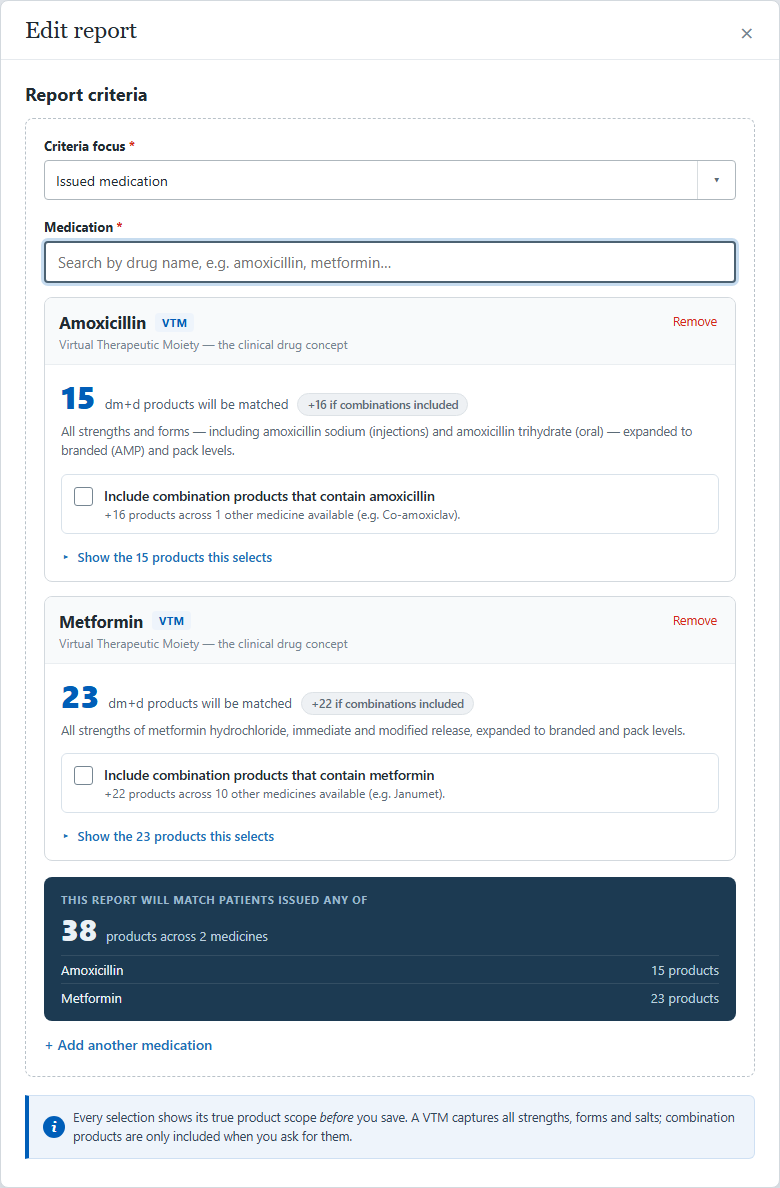 Edit report
×
Report criteria
Criteria focus *
Issued medication
Medication *
Search by drug name, e.g. amoxicillin, metformin...
Amoxicillin VTM Remove
Virtual Therapeutic Moiety — the clinical drug concept
15 dm+d products will be matched +16 if combinations included
All strengths and forms — including amoxicillin sodium (injections) and amoxicillin trihydrate (oral) — expanded to
branded (AMP) and pack levels.
Include combination products that contain amoxicillin
+16 products across 1 other medicine available (e.g. Co-amoxiclav).
Show the 15 products this selects
Metformin VTM Remove
Virtual Therapeutic Moiety — the clinical drug concept
23 dm+d products will be matched +22 if combinations included
All strengths of metformin hydrochloride, immediate and modified release, expanded to branded and pack levels.
Include combination products that contain metformin
+22 products across 10 other medicines available (e.g. Janumet).
Show the 23 products this selects
THIS REPORT WILL MATCH PATIENTS ISSUED ANY OF
38 products across 2 medicines
Amoxicillin 15 products
Metformin 23 products
+ Add another medication
i Every selection shows its true product scope before you save. A VTM captures all strengths, forms and salts; combination
products are only included when you ask for them.